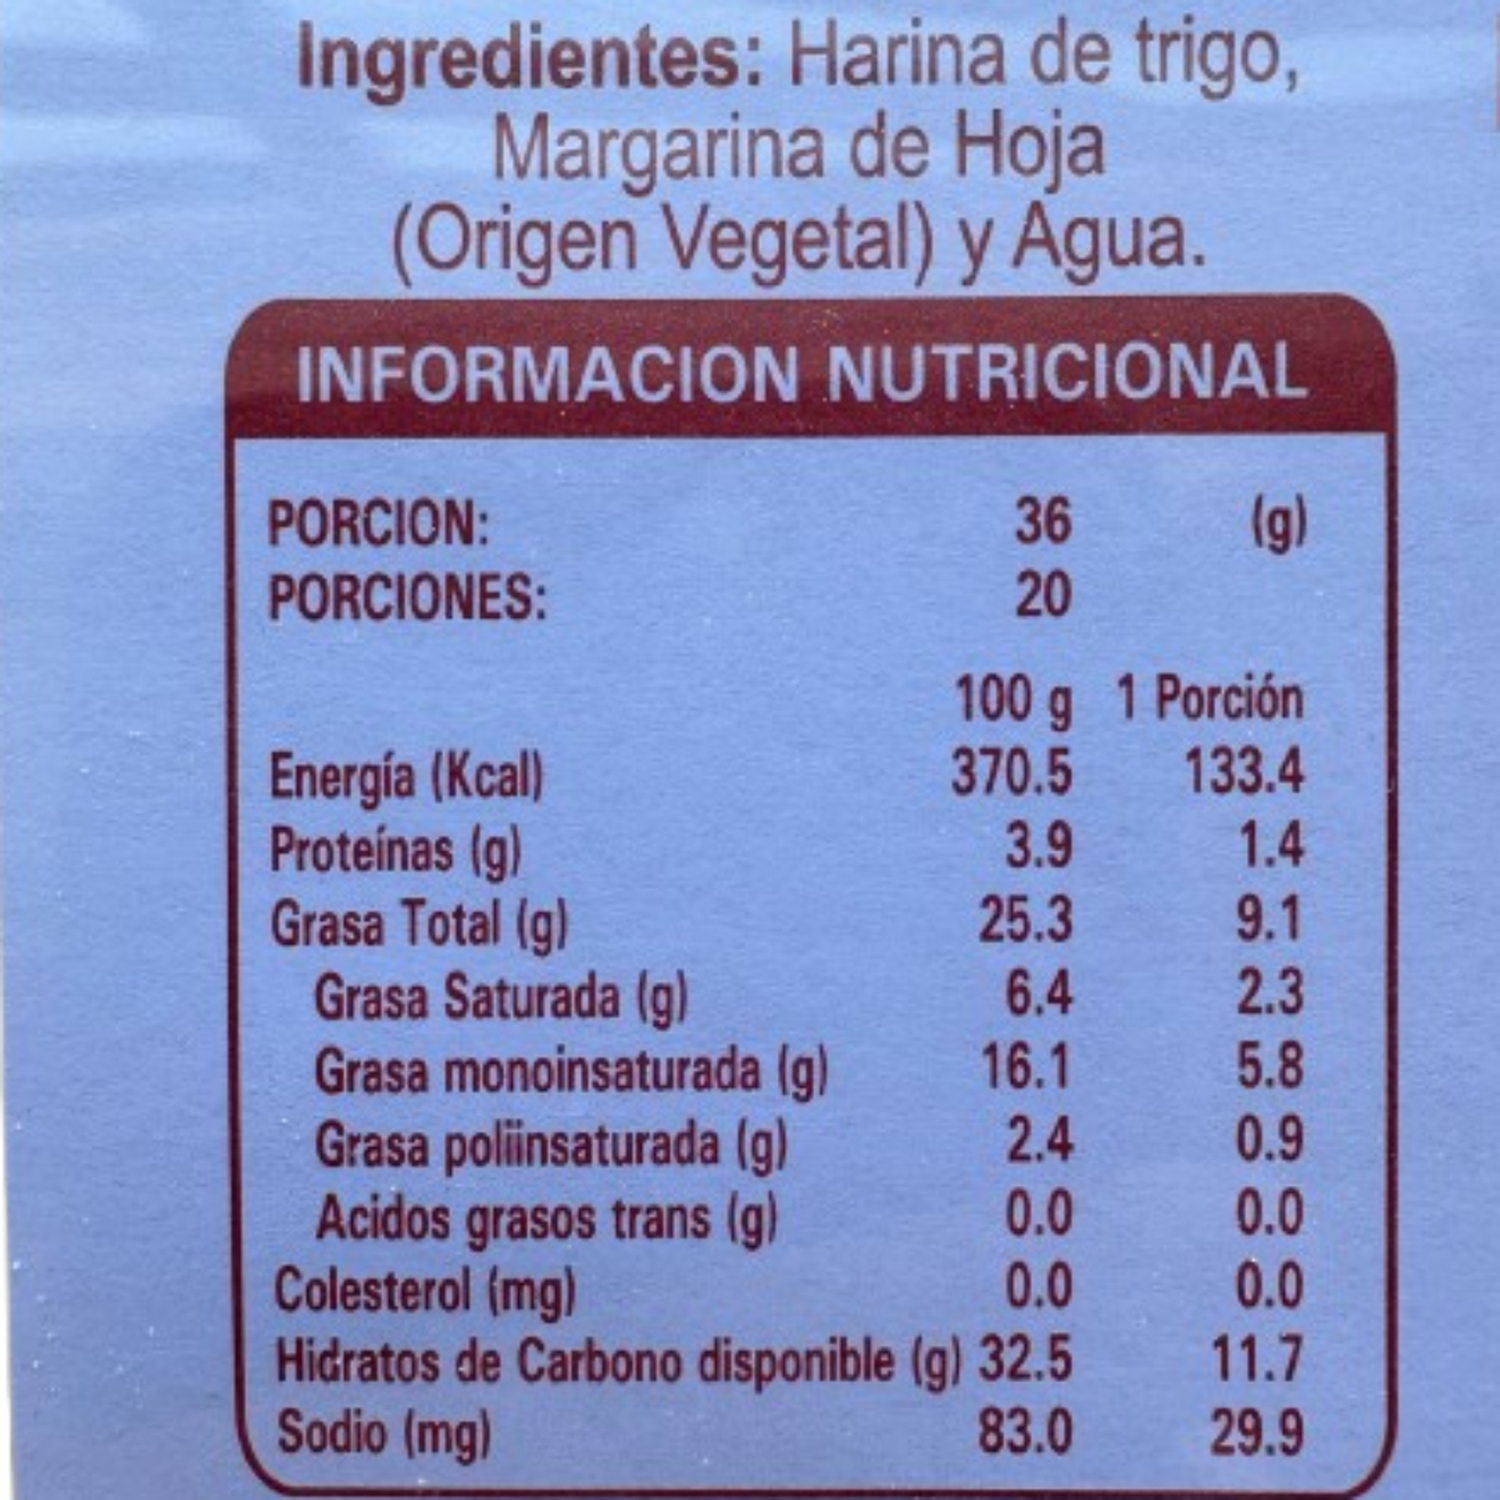 Ingredientes: Harina de trigo,
Margarina de Hoja
(Origen Vegetal) y Agua.
INFORMACION NUTRICIONAL
PORCION: 36 (g)
PORCIONES: 20
100 g 1 Porción
Energía (Kcal) 370.5 133.4
Proteínas (g) 3.9 1.4
Grasa Total (g) 25.3 9.1
Grasa Saturada (g) 6.4 2.3
Grasa monoinsaturada (g) 16.1 5.8
Grasa poliinsaturada (g) 2.4 0.9
Acidos grasos trans (g) 0.0 0.0
Colesterol (mg) 0.0 0.0
Hidratos de Carbono disponible (g) 32.5 11.7
Sodio (mg) 83.0 29.9